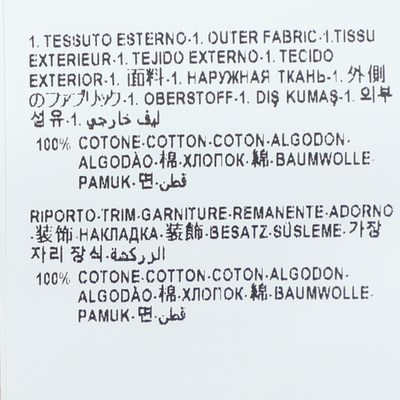 1. TESSUTO ESTERNO-1. OUTER FABRIC-1.TISSU
EXTERIEUR-1. TEJIDO EXTERNO-1. TECIDO
EXTERIOR-1. 面料-1. НАРУЖНАЯ ТКАНЬ-1. 外側
のファブリック-1. OBERSTOFF-1. DIŞ KUMAŞ-1. 외부
섬유-1. ليف خارجي
100% COTONE-COTTON-COTON-ALGODON-
ALGODÃO-棉-ХЛОПОК-綿-BAUMWOLLE-
PAMUK-면-قطن
RIPORTO-TRIM-GARNITURE-REMANENTE-ADORNO
-装饰-НАКЛАДКА-装飾-BESATZ-SÜSLEME-가장
자리 장식-الزركشة
100% COTONE-COTTON-COTON-ALGODON-
ALGODÃO-棉-ХЛОПОК-綿-BAUMWOLLE-
PAMUK-면-قطن